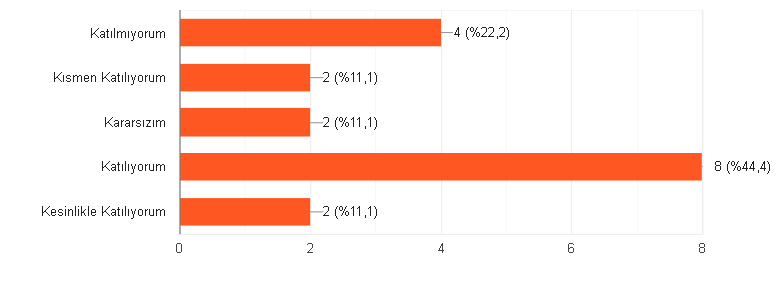 Katılmıyorum 4 (%22,2)
Kısmen Katılıyorum 2 (%11,1)
Kararsızım 2 (%11,1)
Katılıyorum 8 (%44,4)
Kesinlikle Katılıyorum 2 (%11,1)
0 2 4 6 8